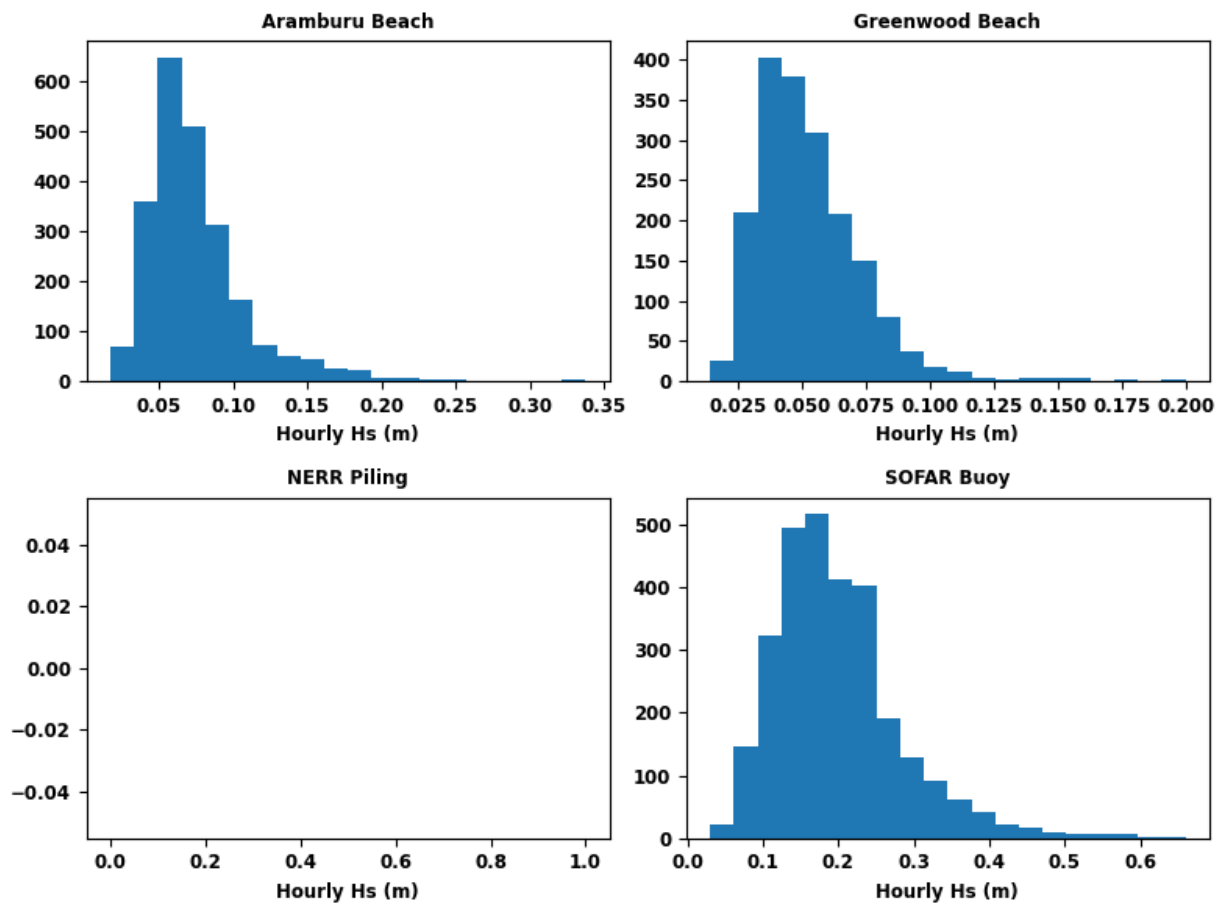 Aramburu Beach
600
500
400
300
200
100
0
0.05 0.10 0.15 0.20 0.25 0.30 0.35
Hourly Hs (m)
Greenwood Beach
400
350
300
250
200
150
100
50
0
0.025 0.050 0.075 0.100 0.125 0.150 0.175 0.200
Hourly Hs (m)
NERR Piling
0.04
0.02
0.00
−0.02
−0.04
0.0 0.2 0.4 0.6 0.8 1.0
Hourly Hs (m)
SOFAR Buoy
500
400
300
200
100
0
0.0 0.1 0.2 0.3 0.4 0.5 0.6
Hourly Hs (m)